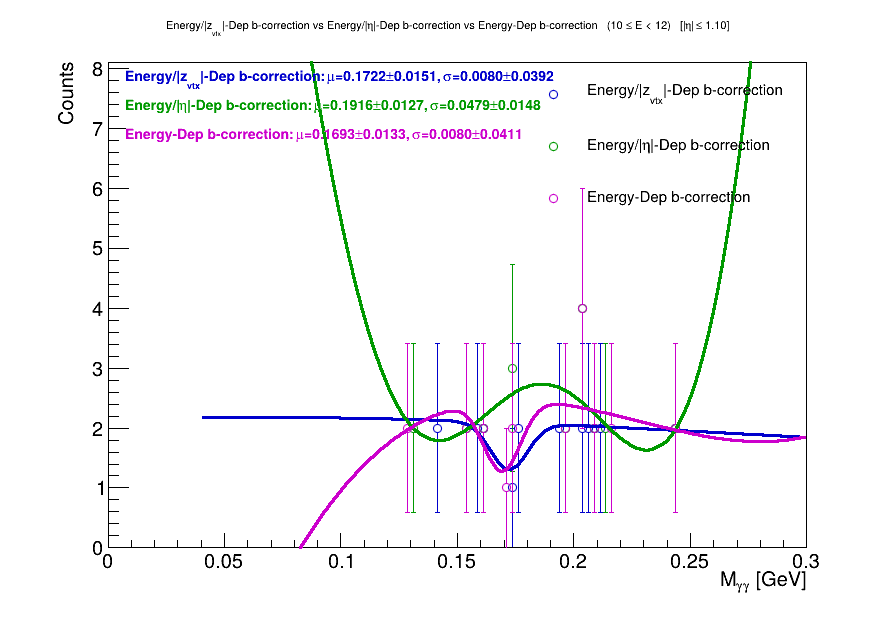 Energy/|z_vtx|-Dep b-correction vs Energy/|η|-Dep b-correction vs Energy-Dep b-correction (10 ≤ E < 12) [|η| ≤ 1.10]
Counts
Energy/|z_vtx|-Dep b-correction: μ=0.1722±0.0151, σ=0.0080±0.0392
Energy/|η|-Dep b-correction: μ=0.1916±0.0127, σ=0.0479±0.0148
Energy-Dep b-correction: μ=0.1693±0.0133, σ=0.0080±0.0411
Energy/|z_vtx|-Dep b-correction
Energy/|η|-Dep b-correction
Energy-Dep b-correction
8
7
6
5
4
3
2
1
0
0 0.05 0.1 0.15 0.2 0.25 0.3
M_γγ [GeV]